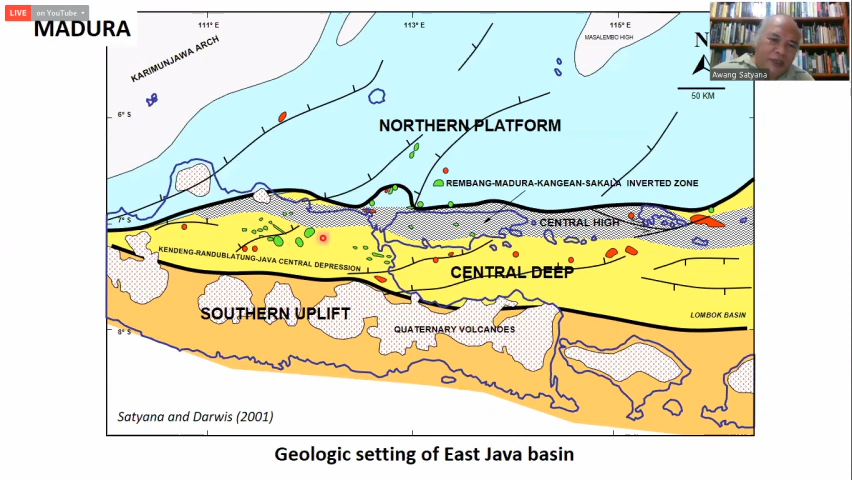 LIVE on YouTube
MADURA
111° E
113° E
115° E
MASALEMBO HIGH
N
Awang Satyana
KARIMUNJAWA ARCH
50 KM
6° S
NORTHERN PLATFORM
REMBANG-MADURA-KANGEAN-SAKALA INVERTED ZONE
7° S
CENTRAL HIGH
KENDENG-RANDUBLATUNG-JAVA CENTRAL DEPRESSION
CENTRAL DEEP
SOUTHERN UPLIFT
LOMBOK BASIN
QUATERNARY VOLCANOES
8° S
Satyana and Darwis (2001)
Geologic setting of East Java basin